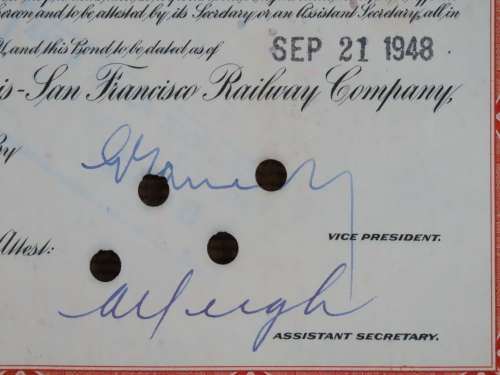 ereon and to be attested by its Secretary or an Assistant Secretary, all in
and this Bond to be dated as of SEP 21 1948
is-San Francisco Railway Company,
By
VICE PRESIDENT.
Attest:
ASSISTANT SECRETARY.